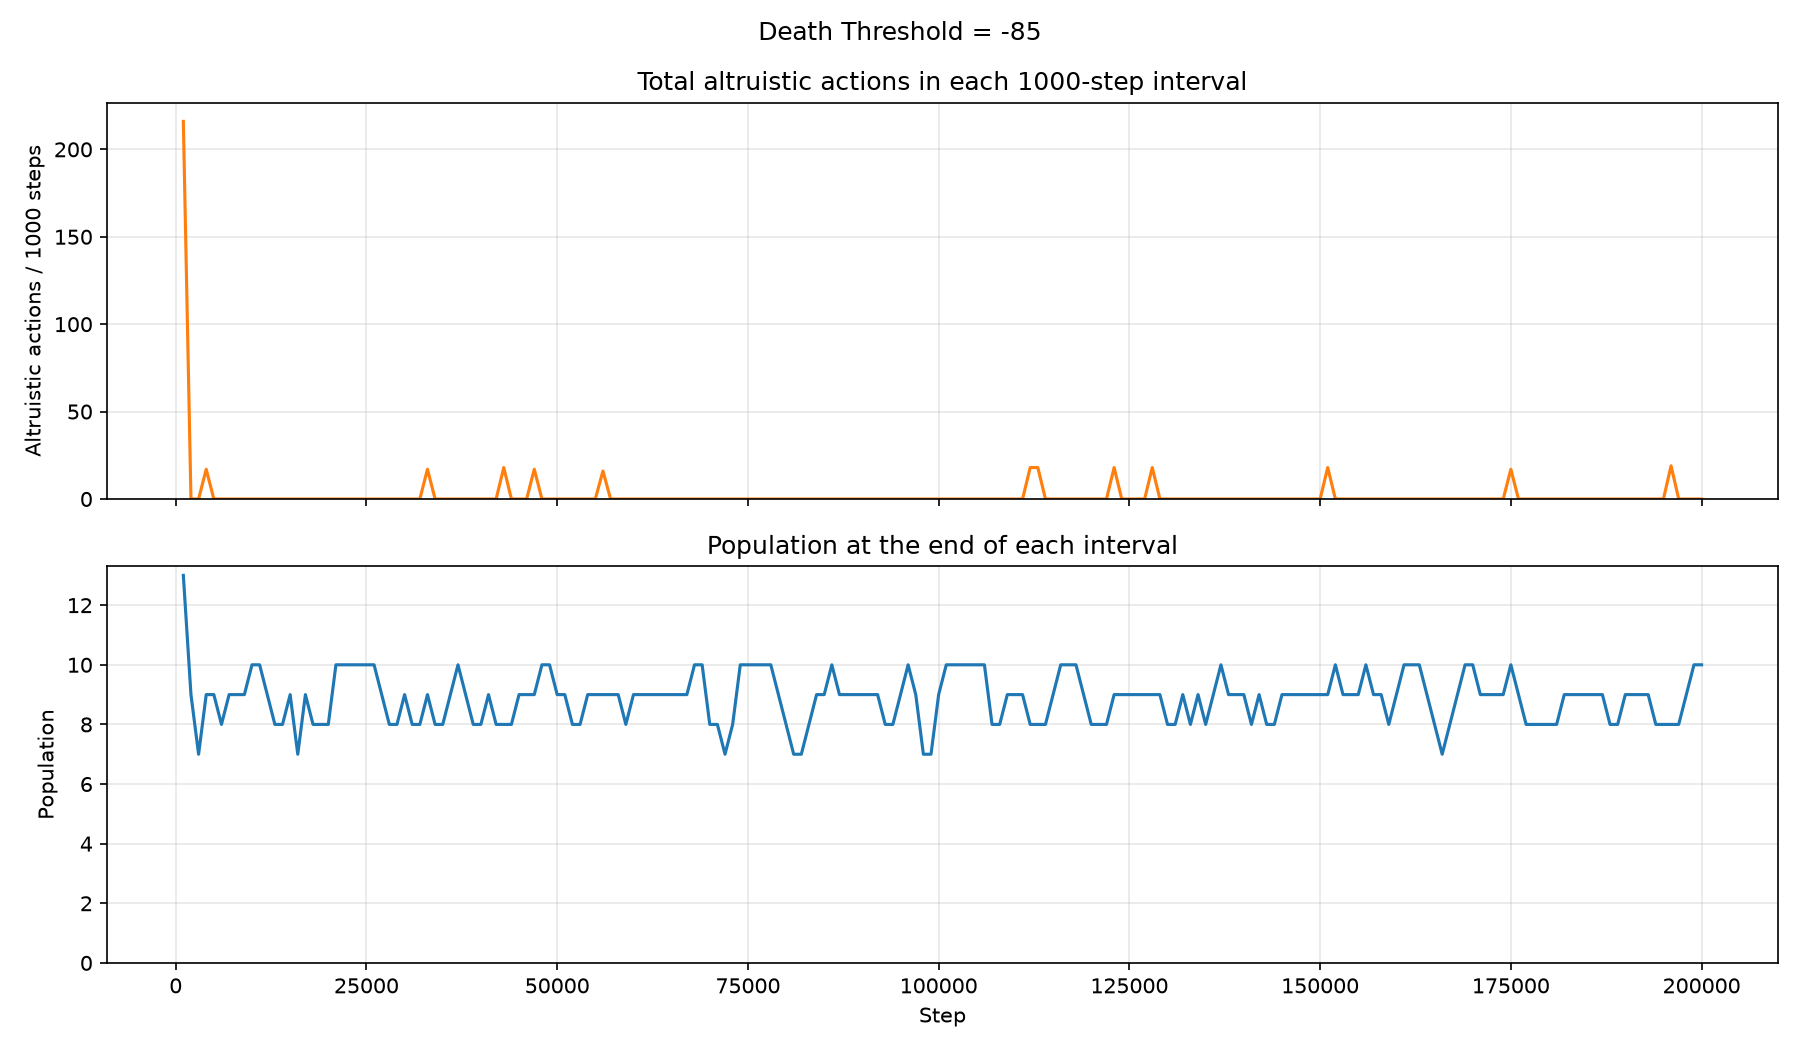 Death Threshold = -85
Total altruistic actions in each 1000-step interval
Altruistic actions / 1000 steps
200
150
100
50
0
Population at the end of each interval
Population
12
10
8
6
4
2
0
0 25000 50000 75000 100000 125000 150000 175000 200000
Step